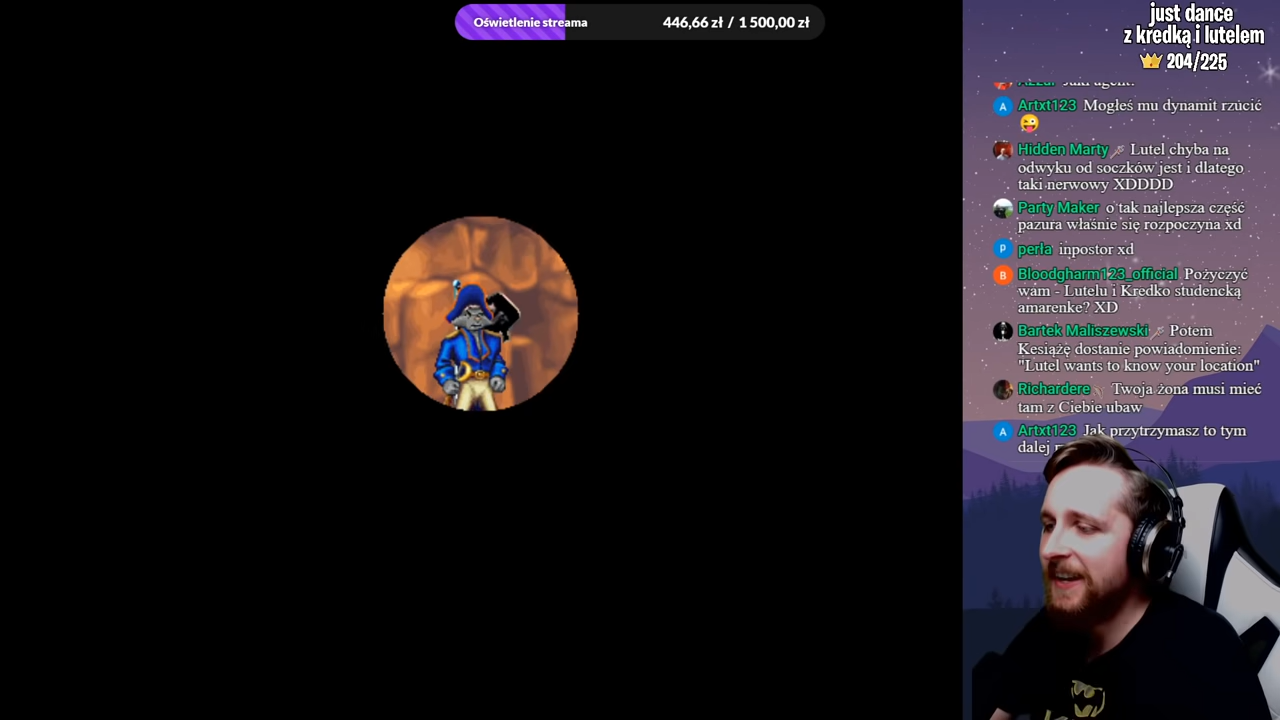 Oświetlenie streama 446,66 zł / 1 500,00 zł
just dance
z kredką i lutelem
204/225
Artxt123 Mogłeś mu dynamit rzucić
Hidden Marty Lutel chyba na
odwyku od soczków jest i dlatego
taki nerwowy XDDDD
Party Maker o tak najlepsza część
pazura właśnie się rozpoczyna xd
perła inpostor xd
Bloodgharm123_official Pożyczyć
wam - Lutelu i Kredko studencką
amarenke? XD
Bartek Maliszewski Potem
Kesiążę dostanie powiadomienie:
"Lutel wants to know your location"
Richardere Twoja żona musi mieć
tam z Ciebie ubaw
Artxt123 Jak przytrzymasz to tym
dalej